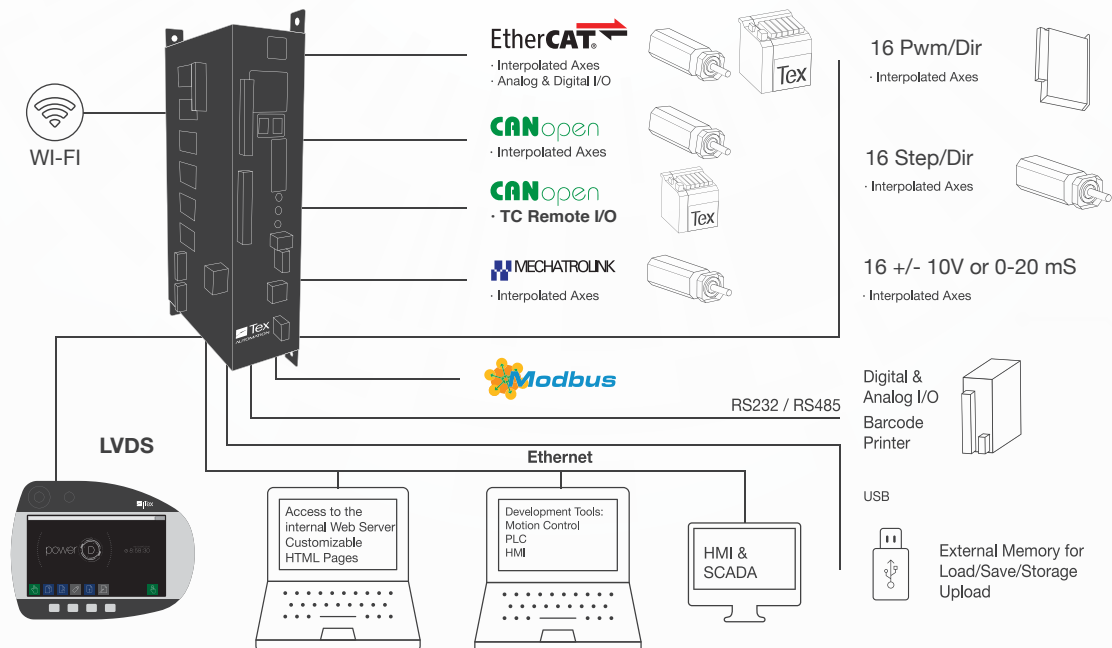 EtherCAT®
· Interpolated Axes
· Analog & Digital I/O
Tex
16 Pwm/Dir
· Interpolated Axes
WI-FI
CANopen
· Interpolated Axes
16 Step/Dir
· Interpolated Axes
CANopen
· TC Remote I/O
Tex
MECHATROLINK
· Interpolated Axes
16 +/- 10V or 0-20 mS
· Interpolated Axes
Tex
AUTOMATION
Modbus
RS232 / RS485
Digital &
Analog I/O
Barcode
Printer
LVDS
Ethernet
Tex
power D
Access to the
internal Web Server
Customizable
HTML Pages
Development Tools:
Motion Control
PLC
HMI
HMI &
SCADA
USB
External Memory for
Load/Save/Storage
Upload